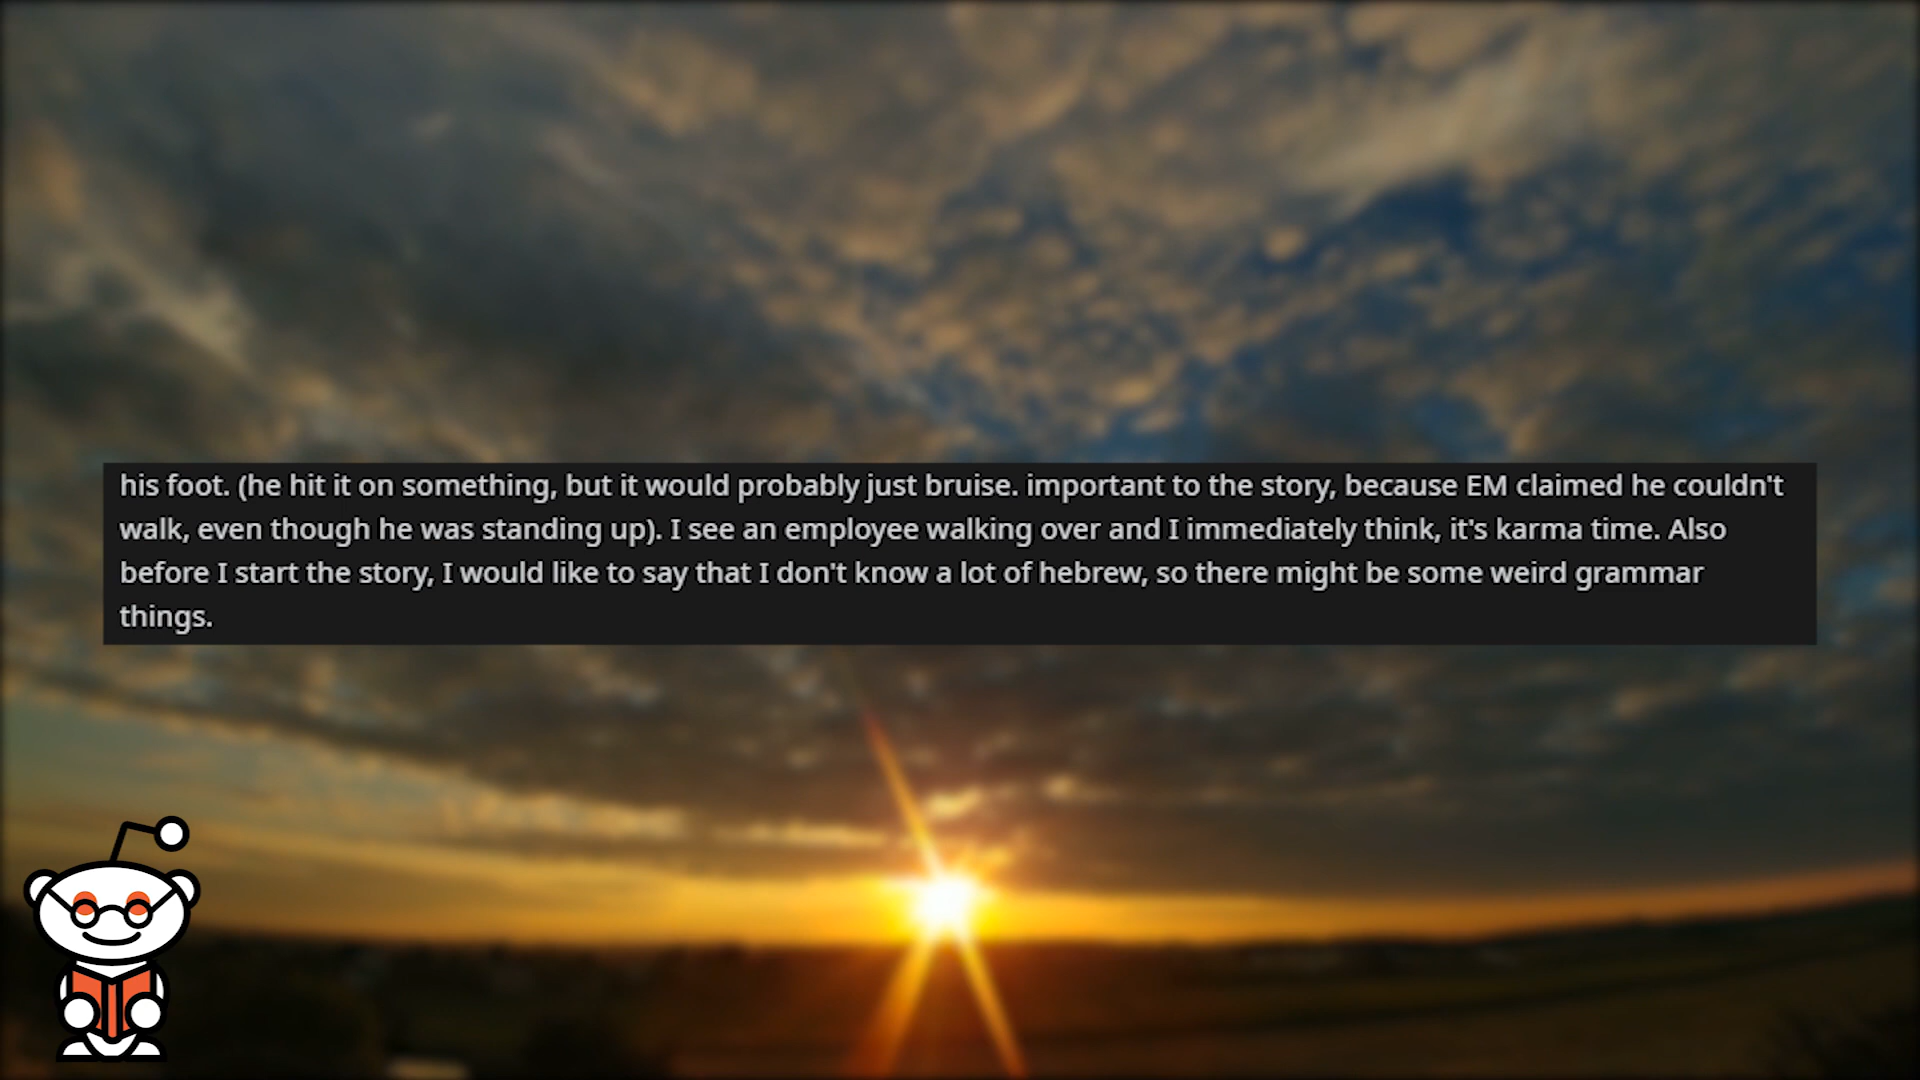 his foot. (he hit it on something, but it would probably just bruise. important to the story, because EM claimed he couldn't
walk, even though he was standing up). I see an employee walking over and I immediately think, it's karma time. Also
before I start the story, I would like to say that I don't know a lot of hebrew, so there might be some weird grammar
things.